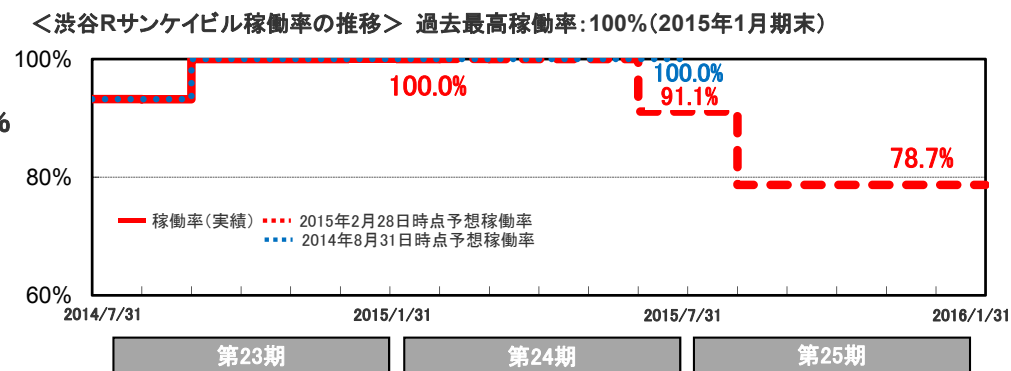 ＜渋谷Rサンケイビル稼働率の推移＞ 過去最高稼働率：100%（2015年1月期末）
100%
100.0%
100.0%
91.1%
%
78.7%
80%
稼働率（実績）
2015年2月28日時点予想稼働率
2014年8月31日時点予想稼働率
60%
2014/7/31
2015/1/31
2015/7/31
2016/1/31
第23期
第24期
第25期